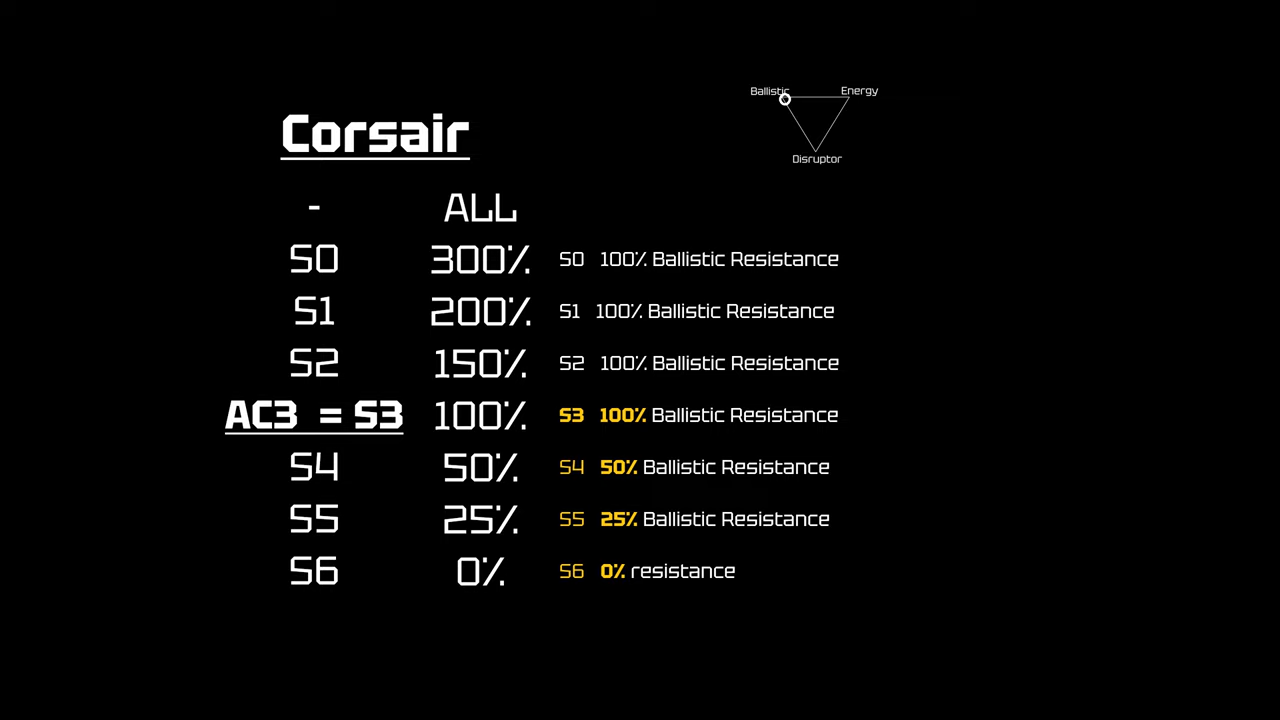 Ballistic Energy
Corsair
Disruptor
- ALL
S0 300% S0 100% Ballistic Resistance
S1 200% S1 100% Ballistic Resistance
S2 150% S2 100% Ballistic Resistance
AC3 = S3 100% S3 100% Ballistic Resistance
S4 50% S4 50% Ballistic Resistance
S5 25% S5 25% Ballistic Resistance
S6 0% S6 0% resistance